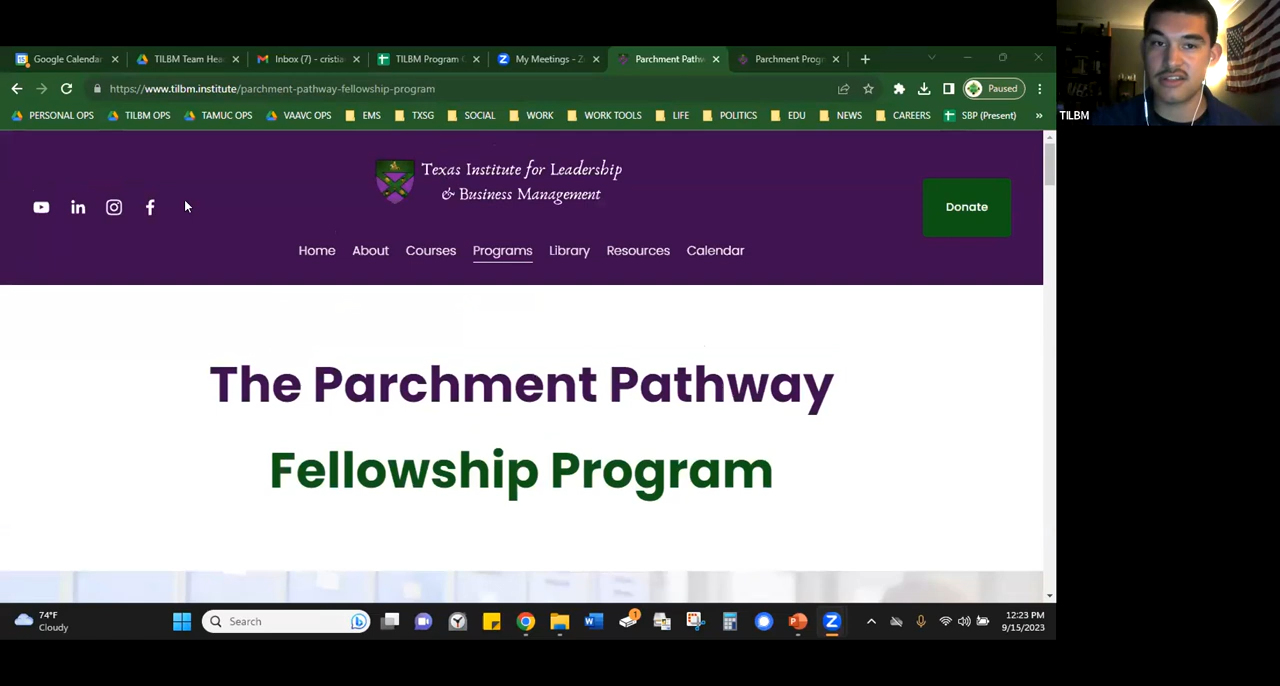 Google Calenda
TILBM Team Hea
Inbox (7) - cristia
TILBM Program
My Meetings - Z
Parchment Pathw
Parchment Prog
https://www.tilbm.institute/parchment-pathway-fellowship-program
Paused
PERSONAL OPS
TILBM OPS
TAMUC OPS
VAAVC OPS
EMS
TXSG
SOCIAL
WORK
WORK TOOLS
LIFE
POLITICS
EDU
NEWS
CAREERS
SBP (Present)
»
TILBM
Texas Institute for Leadership
& Business Management
Donate
Home
About
Courses
Programs
Library
Resources
Calendar
The Parchment Pathway
Fellowship Program
74°F
Cloudy
Search
1
12:23 PM
9/15/2023